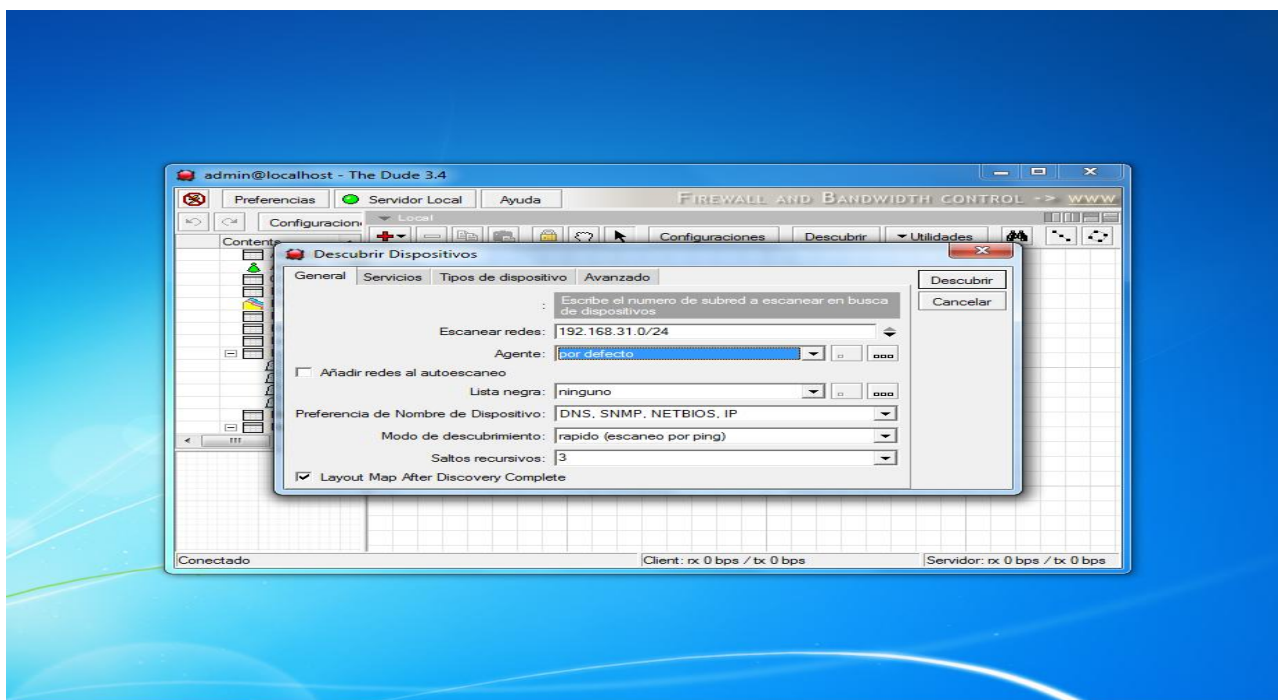 admin@localhost - The Dude 3.4
Preferencias Servidor Local Ayuda FIREWALL AND BANDWIDTH CONTROL -> WWW
Configuracion Local
Contents Configuraciones Descubrir Utilidades
Descubrir Dispositivos
General Servicios Tipos de dispositivo Avanzado
Descubrir
: Escribe el numero de subred a escanear en busca
de dispositivos
Cancelar
Escanear redes: 192.168.31.0/24
Agente: por defecto
Añadir redes al autoescaneo
Lista negra: ninguno
Preferencia de Nombre de Dispositivo: DNS, SNMP, NETBIOS, IP
Modo de descubrimiento: rapido (escaneo por ping)
Saltos recursivos: 3
Layout Map After Discovery Complete
Conectado Client: rx 0 bps / tx 0 bps Servidor: rx 0 bps / tx 0 bps